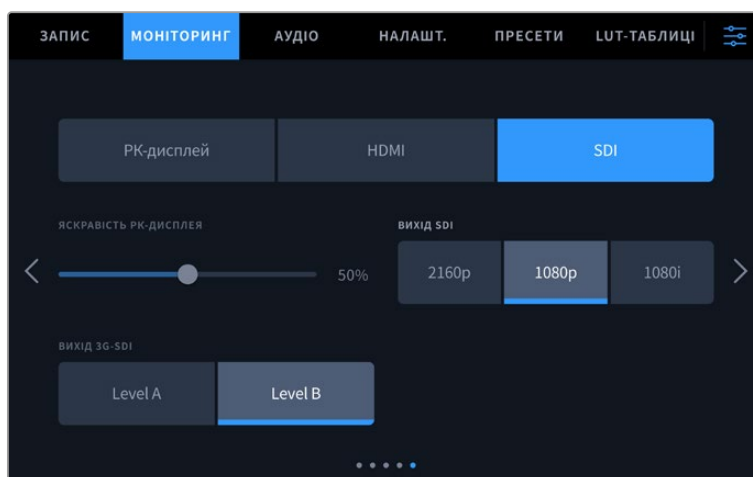 ЗАПИС МОНІТОРИНГ АУДІО НАЛАШТ. ПРЕСЕТИ LUT-ТАБЛИЦІ
РК-дисплей HDMI SDI
ЯСКРАВІСТЬ РК-ДИСПЛЕЯ ВИХІД SDI
50% 2160p 1080p 1080i
ВИХІД 3G-SDI
Level A Level B